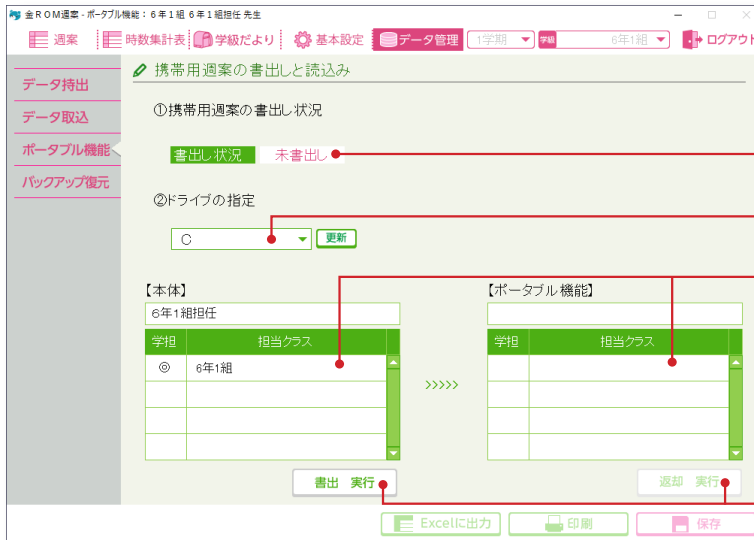 金ROM週案 - ポータブル機能：６年１組 ６年１組担任 先生
週案
時数集計表
学級だより
基本設定
データ管理
1学期
学級
6年1組
ログアウト
データ持出
データ取込
ポータブル機能
バックアップ復元
携帯用週案の書出しと読込み
①携帯用週案の書出し状況
書出し状況
未書出し
②ドライブの指定
C
更新
【本体】
【ポータブル機能】
6年1組担任
学担
担当クラス
学担
担当クラス
◎
6年1組
>>>>>
書出　実行
返却　実行
Excelに出力
印刷
保存